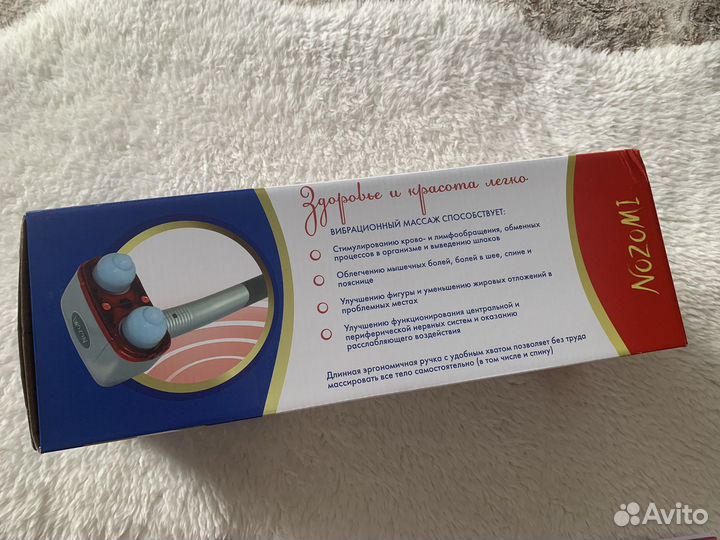 Здоровье и красота легко
ВИБРАЦИОННЫЙ МАССАЖ СПОСОБСТВУЕТ:
Стимулированию крово- и лимфообращения, обменных
процессов в организме и выведению шлаков
Облегчению мышечных болей, болей в шее, спине и
пояснице
Улучшению фигуры и уменьшению жировых отложений в
проблемных местах
Улучшению функционирования центральной и
периферической нервных систем и оказанию
расслабляющего воздействия
Длинная эргономичная ручка с удобным хватом позволяет без труда
массировать все тело самостоятельно (в том числе и спину)
NOZOMI
Avito